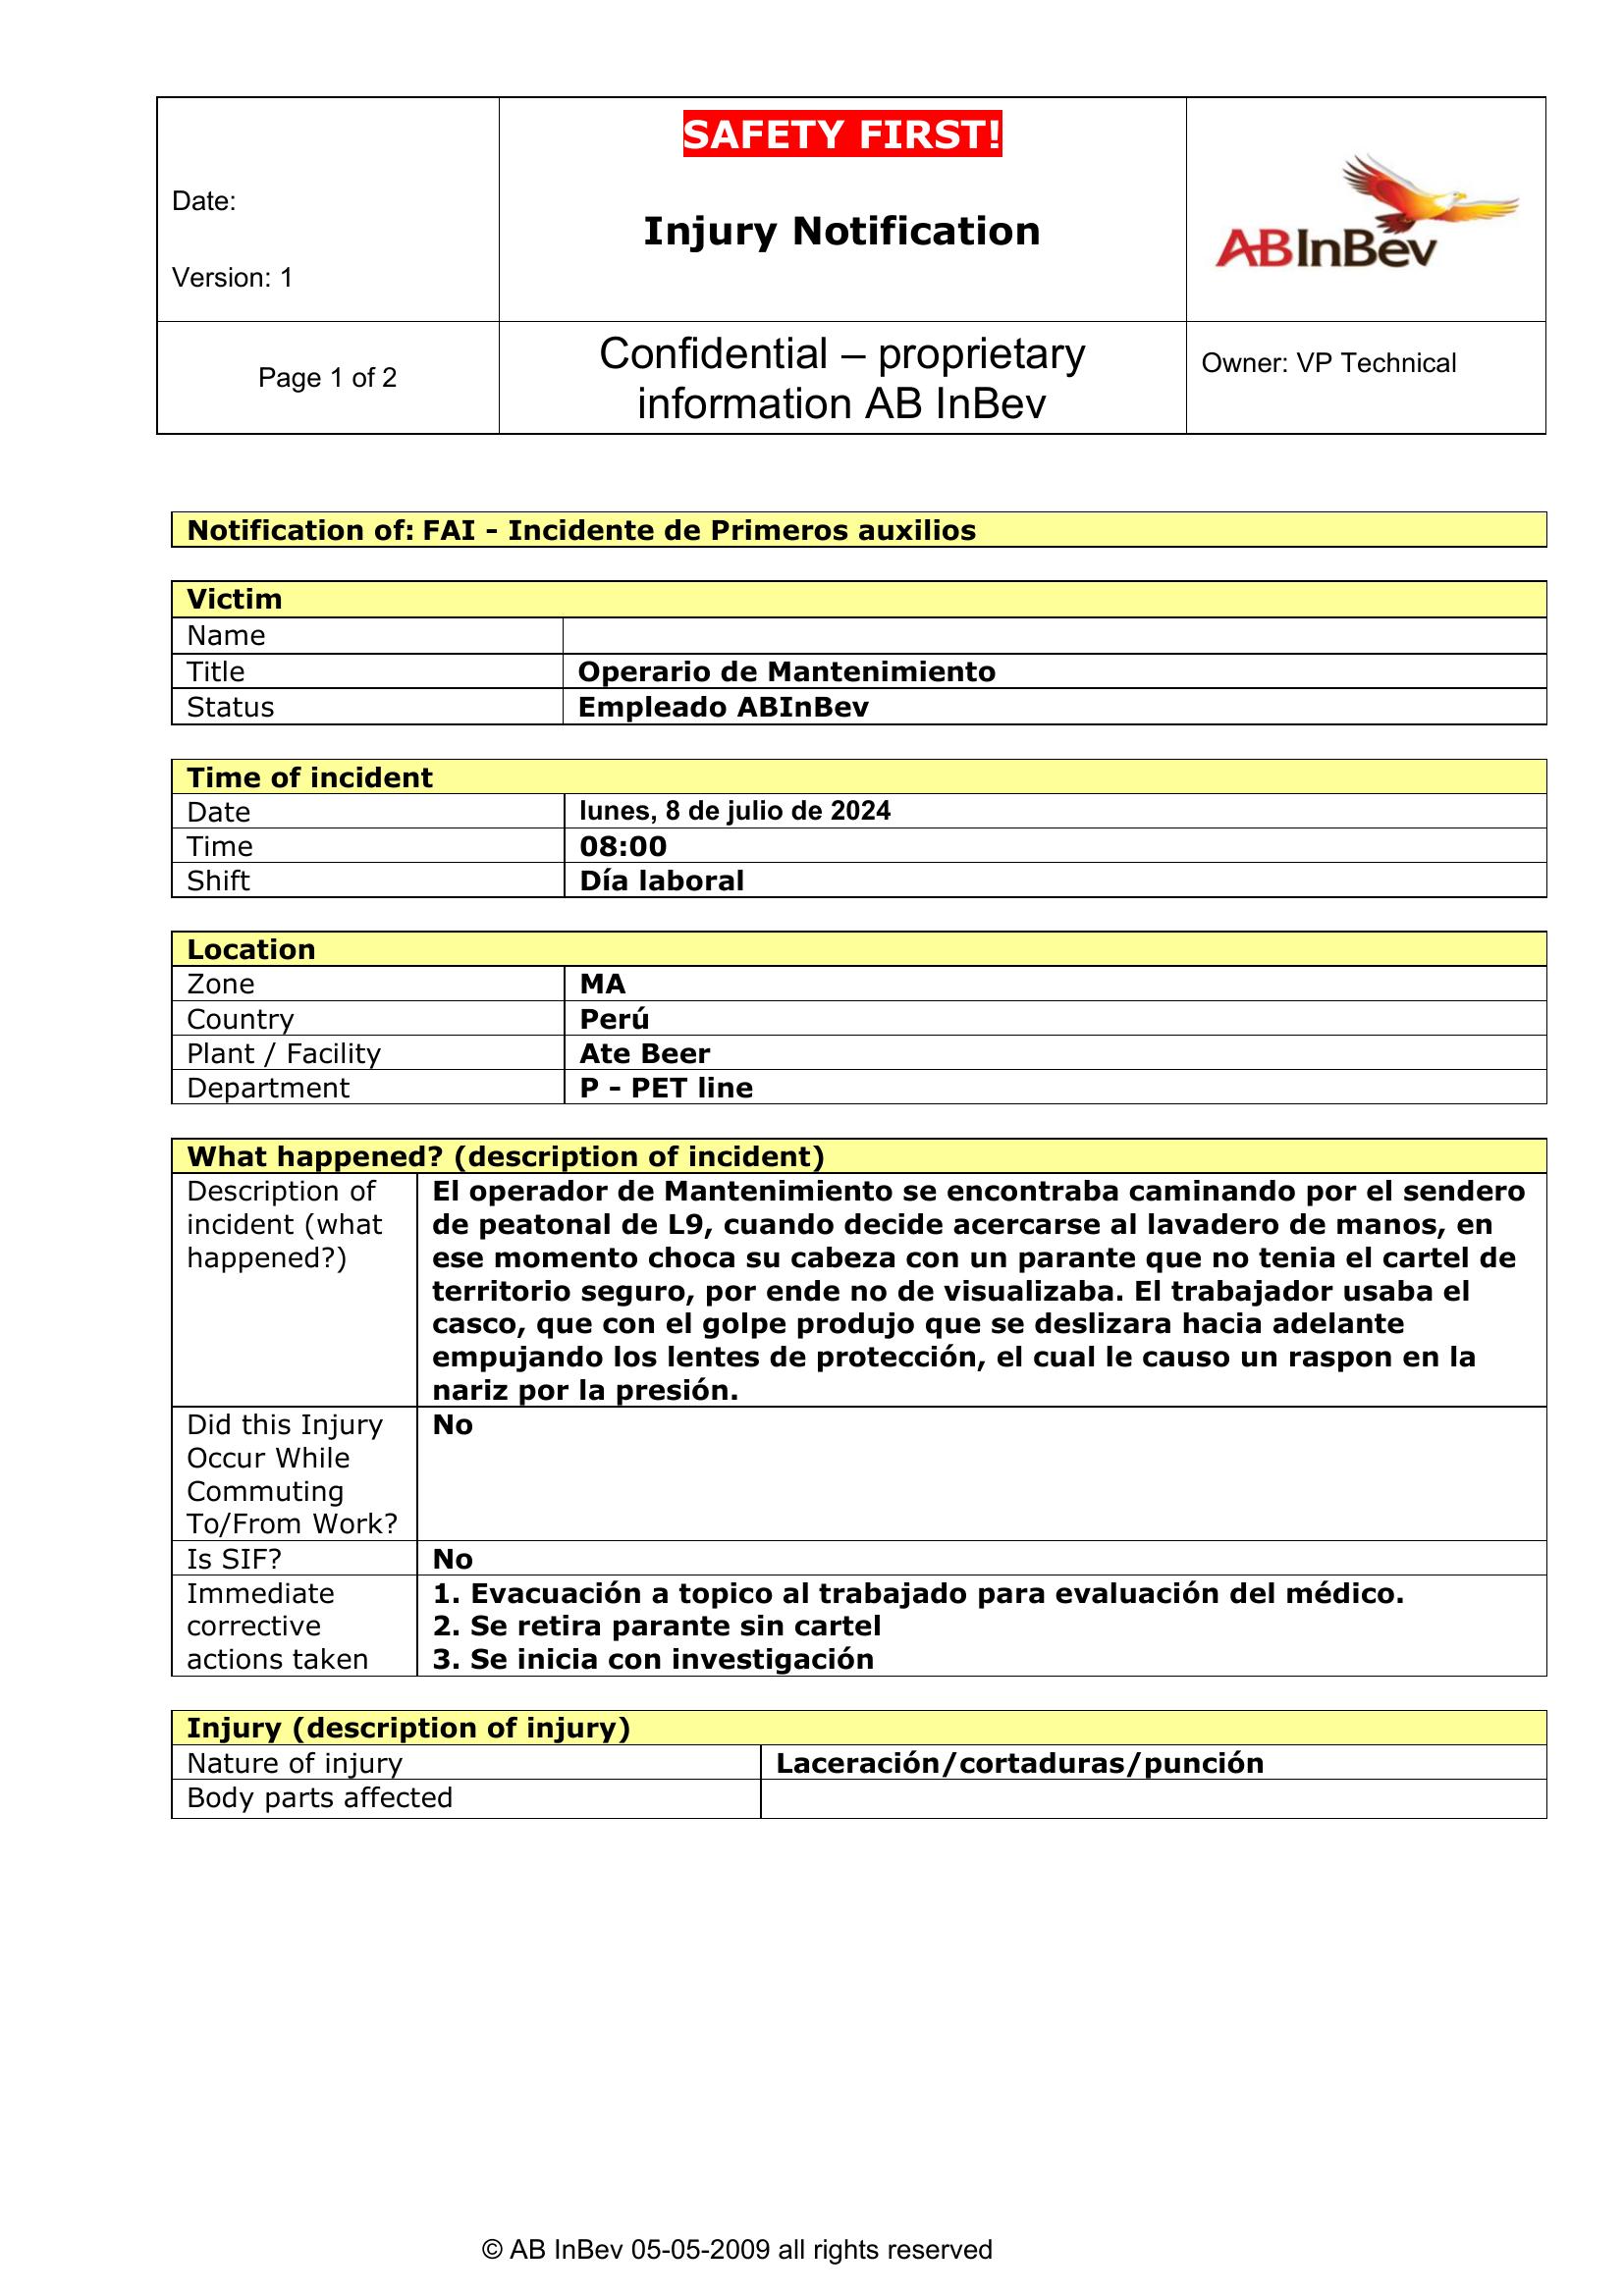 SAFETY FIRST!
Date:
Version: 1
Injury Notification
ABInBev
Page 1 of 2
Confidential – proprietary
information AB InBev
Owner: VP Technical
Notification of: FAI - Incidente de Primeros auxilios
Victim
Name
Title Operario de Mantenimiento
Status Empleado ABInBev
Time of incident
Date lunes, 8 de julio de 2024
Time 08:00
Shift Día laboral
Location
Zone MA
Country Perú
Plant / Facility Ate Beer
Department P – PET line
What happened? (description of incident)
Description of
incident (what
happened?)
El operador de Mantenimiento se encontraba caminando por el sendero
de peatonal de L9, cuando decide acercarse al lavadero de manos, en
ese momento choca su cabeza con un parante que no tenia el cartel de
territorio seguro, por ende no de visualizaba. El trabajador usaba el
casco, que con el golpe produjo que se deslizara hacia adelante
empujando los lentes de protección, el cual le causo un raspon en la
nariz por la presión.
Did this Injury
Occur While
Commuting
To/From Work?
No
Is SIF? No
Immediate
corrective
actions taken
1. Evacuación a topico al trabajado para evaluación del médico.
2. Se retira parante sin cartel
3. Se inicia con investigación
Injury (description of injury)
Nature of injury Laceración/cortaduras/punción
Body parts affected
© AB InBev 05-05-2009 all rights reserved